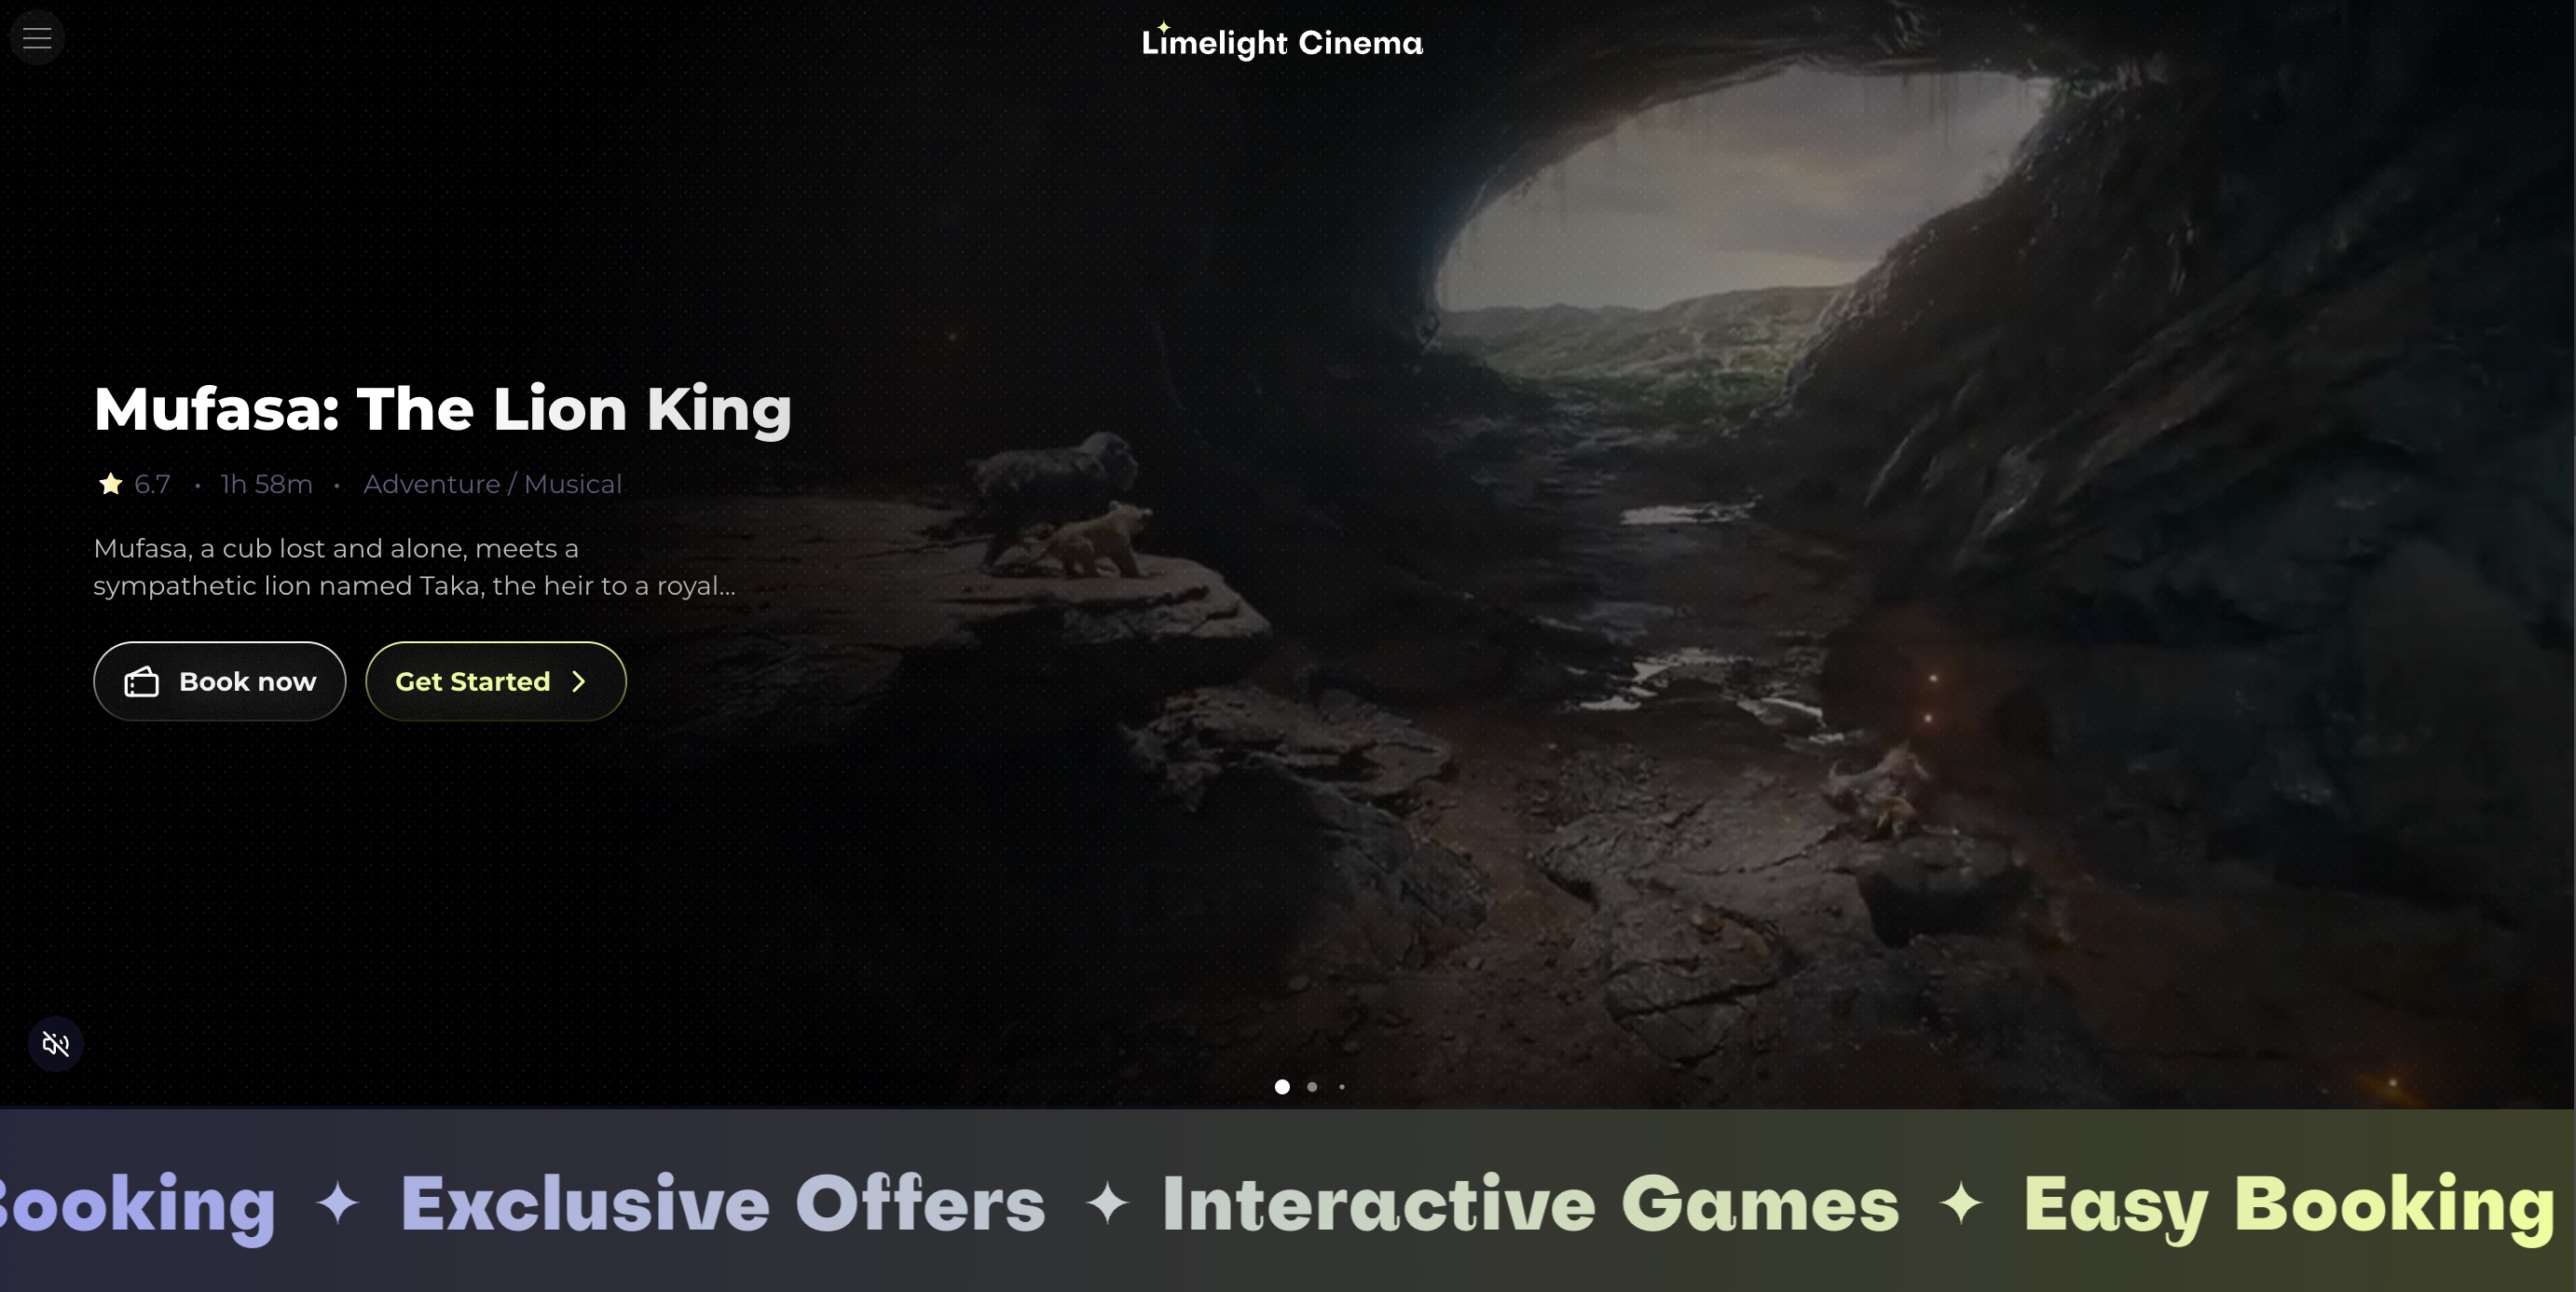 Limelight Cinema
Mufasa: The Lion King
6.7 • 1h 58m • Adventure / Musical
Mufasa, a cub lost and alone, meets a
sympathetic lion named Taka, the heir to a royal...
Book now
Get Started
Booking ✦ Exclusive Offers ✦ Interactive Games ✦ Easy Booking